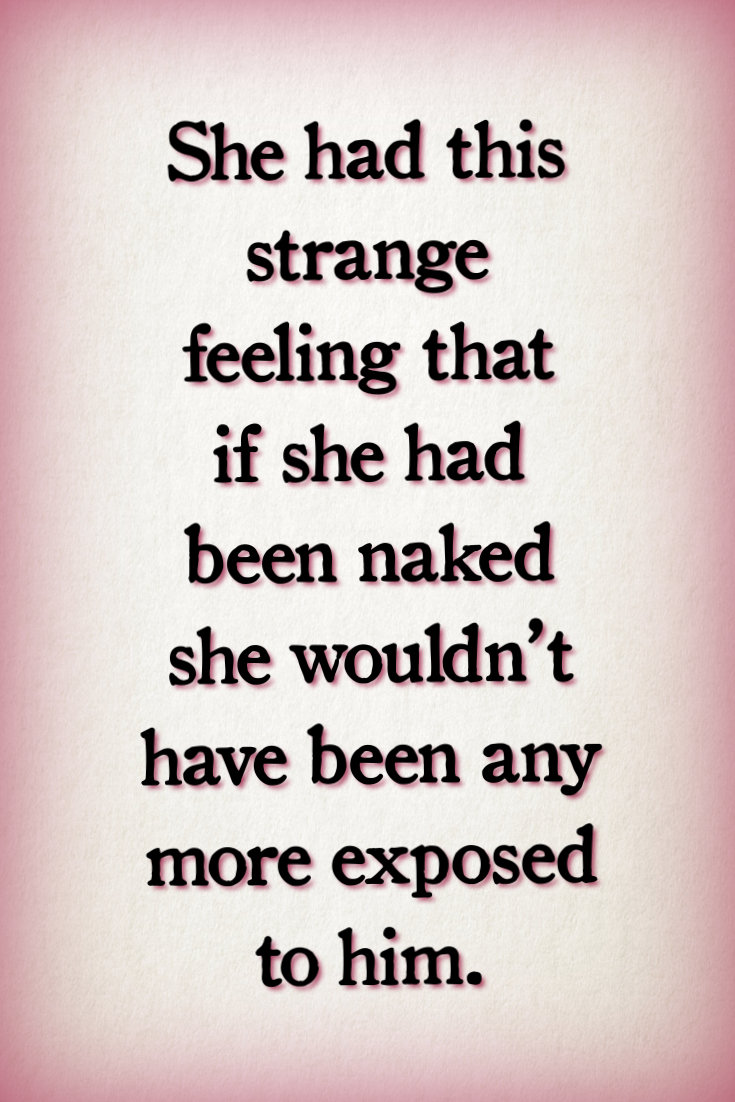 She had this
strange
feeling that
if she had
been naked
she wouldn’t
have been any
more exposed
to him.